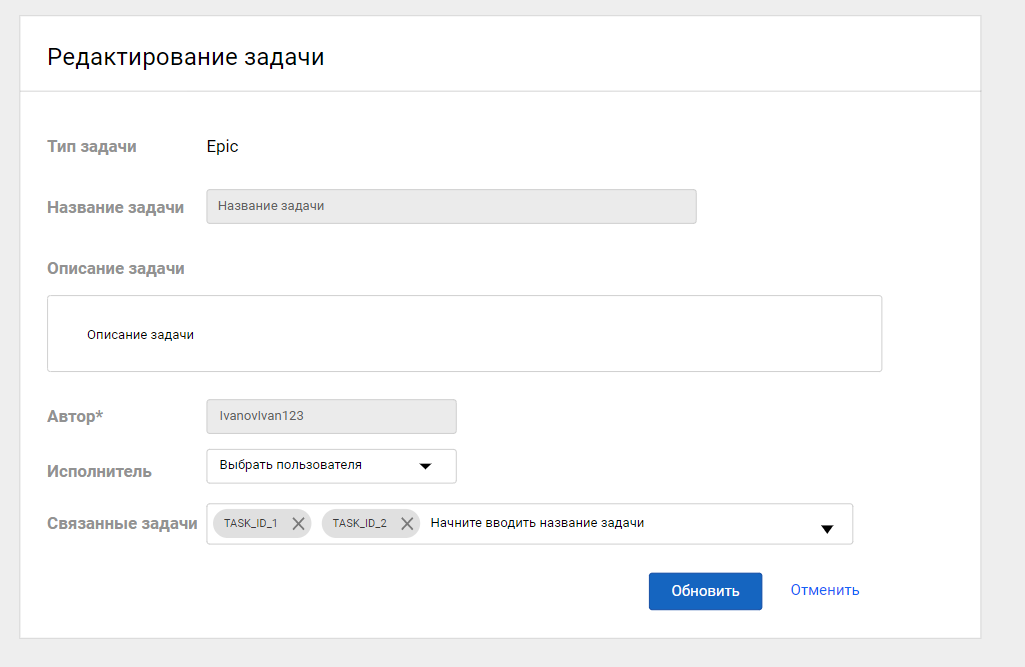 Редактирование задачи
Тип задачи Epic
Название задачи Название задачи
Описание задачи
Описание задачи
Автор* IvanovIvan123
Исполнитель Выбрать пользователя
Связанные задачи TASK_ID_1 TASK_ID_2 Начните вводить название задачи
Обновить Отменить